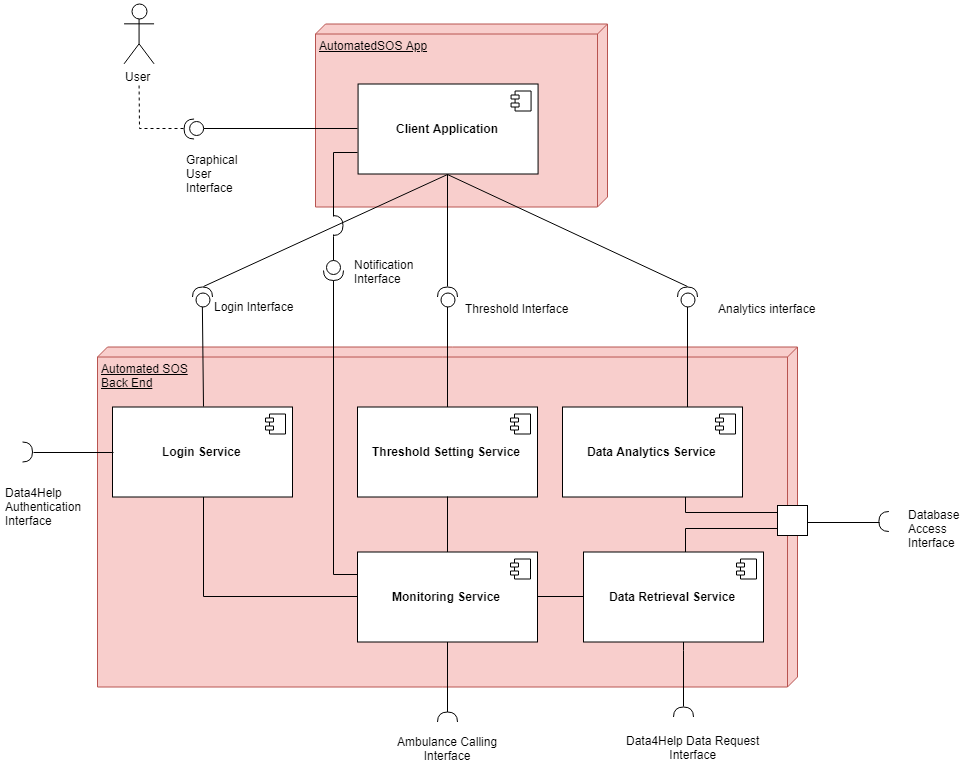 AutomatedSOS App
User
Client Application
Graphical
User
Interface
Notification
Interface
Login Interface
Threshold Interface
Analytics interface
Automated SOS
Back End
Login Service
Threshold Setting Service
Data Analytics Service
Data4Help
Authentication
Interface
Database
Access
Interface
Monitoring Service
Data Retrieval Service
Ambulance Calling
Interface
Data4Help Data Request
Interface